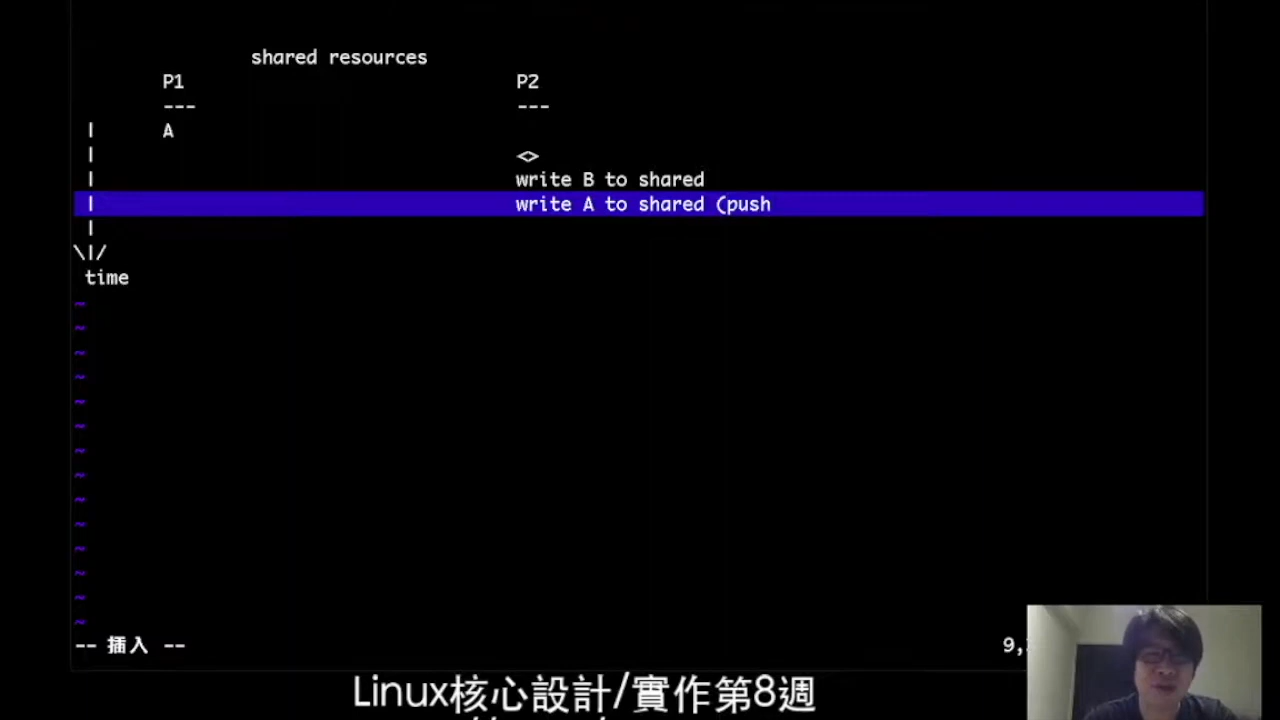 shared resources
P1 P2
--- ---
| A
| <>
| write B to shared
| write A to shared (push
|
\|/
time
~
~
~
~
~
~
~
~
~
~
~
~
~
~
-- 插入 -- 9,
Linux核心設計/實作第8週